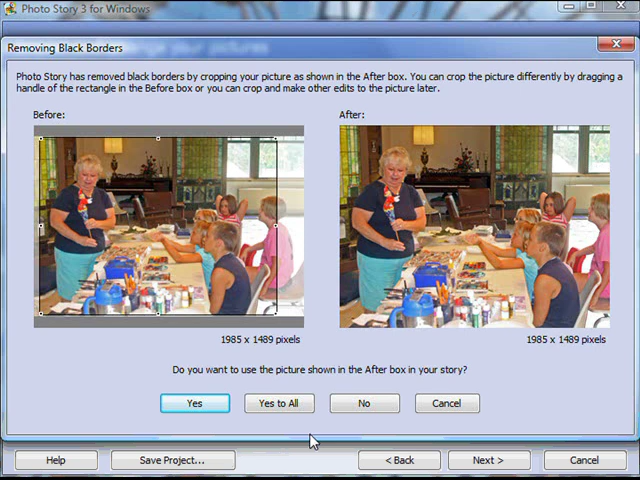 Photo Story 3 for Windows
your pictures
Removing Black Borders
Photo Story has removed black borders by cropping your picture as shown in the After box. You can crop the picture differently by dragging a
handle of the rectangle in the Before box or you can crop and make other edits to the picture later.
Before:
After:
1985 x 1489 pixels
1985 x 1489 pixels
Do you want to use the picture shown in the After box in your story?
Yes
Yes to All
No
Cancel
Help
Save Project...
< Back
Next >
Cancel